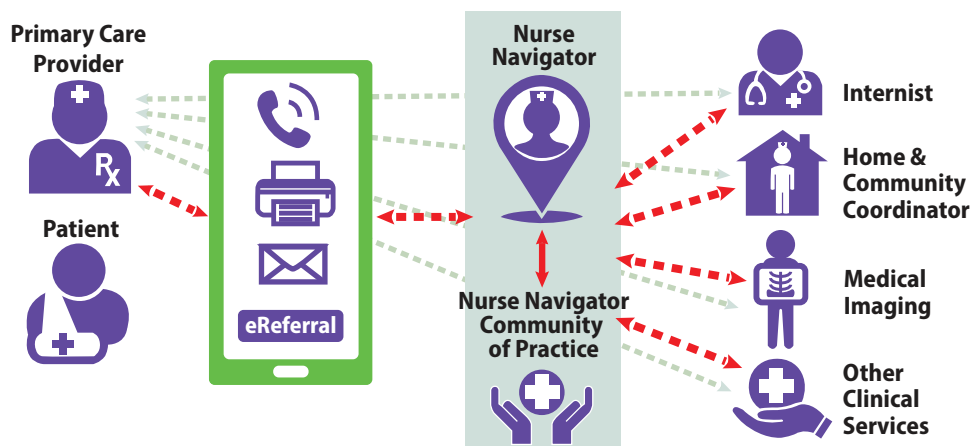 Primary Care
Provider
Rx
Patient
eReferral
Nurse
Navigator
Nurse Navigator
Community
of Practice
Internist
Home &
Community
Coordinator
Medical
Imaging
Other
Clinical
Services